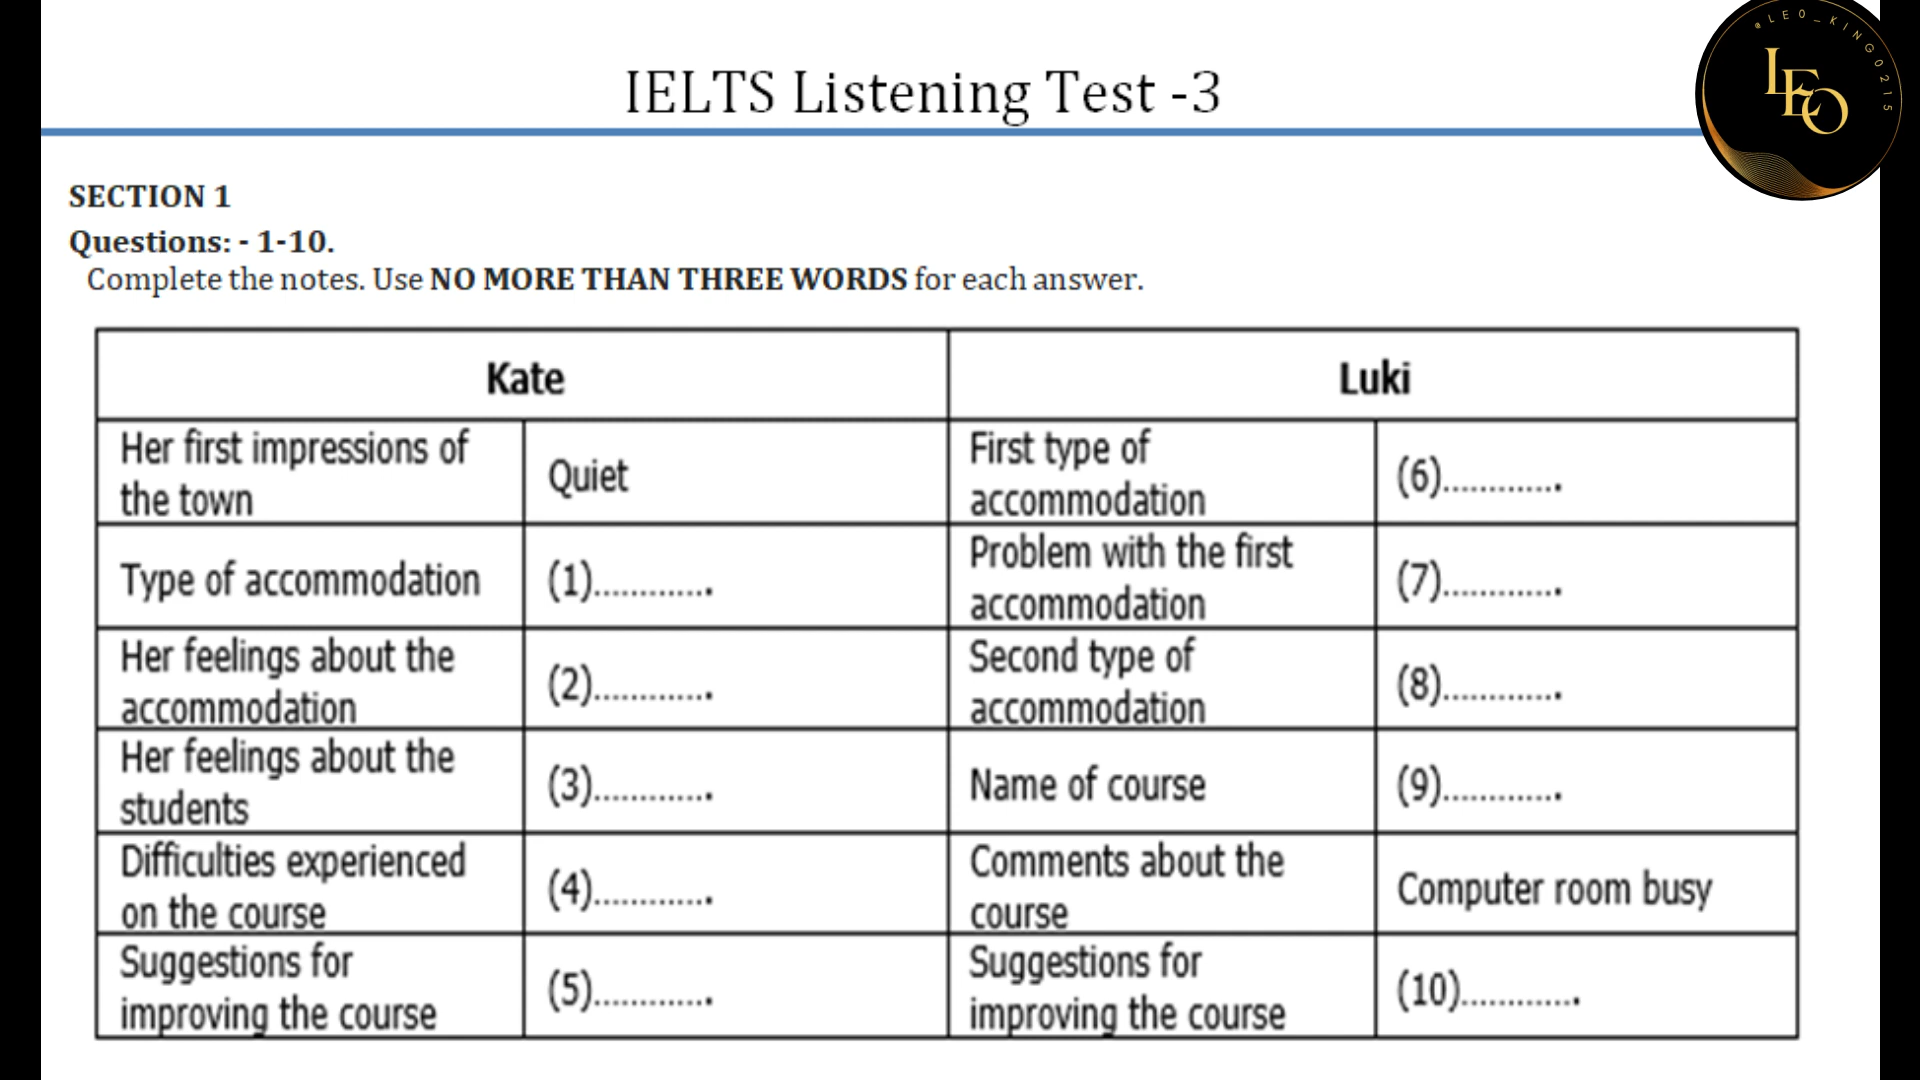 @LEO_KING0215
LEO
IELTS Listening Test -3
SECTION 1
Questions: - 1-10.
Complete the notes. Use NO MORE THAN THREE WORDS for each answer.
Kate
Luki
Her first impressions of
the town
Quiet
First type of
accommodation
(6)............
Type of accommodation
(1)............
Problem with the first
accommodation
(7)............
Her feelings about the
accommodation
(2)............
Second type of
accommodation
(8)............
Her feelings about the
students
(3)............
Name of course
(9)............
Difficulties experienced
on the course
(4)............
Comments about the
course
Computer room busy
Suggestions for
improving the course
(5)............
Suggestions for
improving the course
(10)............